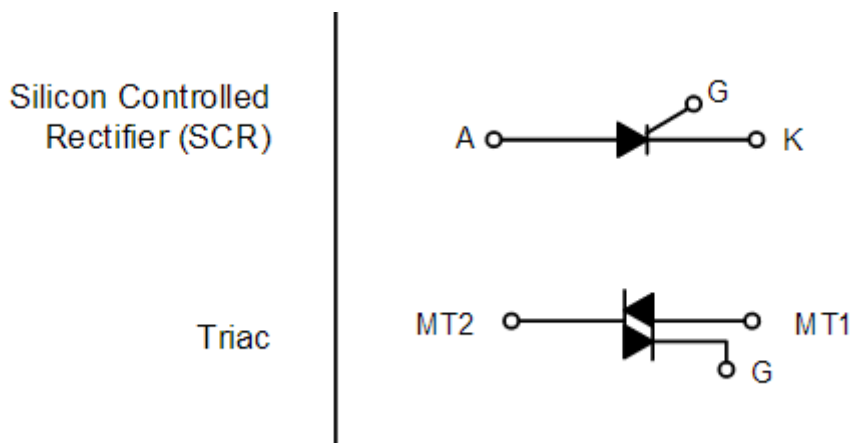 Silicon Controlled
Rectifier (SCR)
G
A
K
Triac
MT2
MT1
G